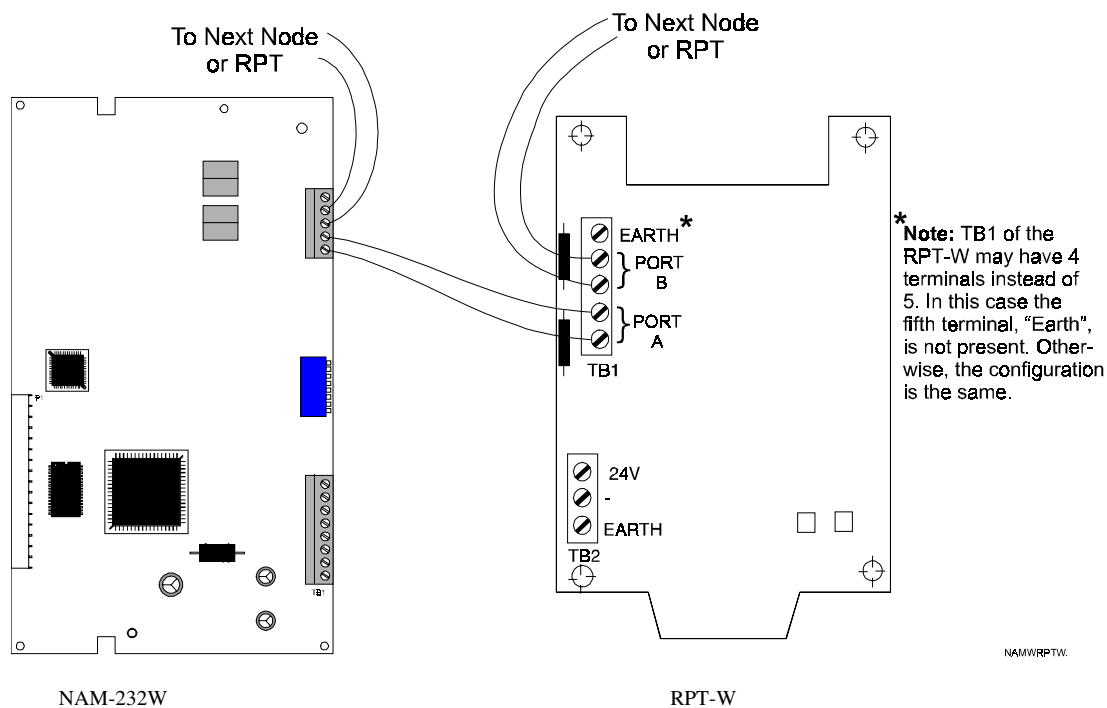 To Next Node
or RPT
To Next Node
or RPT
*
EARTH
PORT
B
PORT
A
TB1
*
Note: TB1 of the
RPT-W may have 4
terminals instead of
5. In this case the
fifth terminal, “Earth”,
is not present. Other-
wise, the configuration
is the same.
P1
24V
-
EARTH
TB2
TB1
NAMWRPTW.
NAM-232W
RPT-W